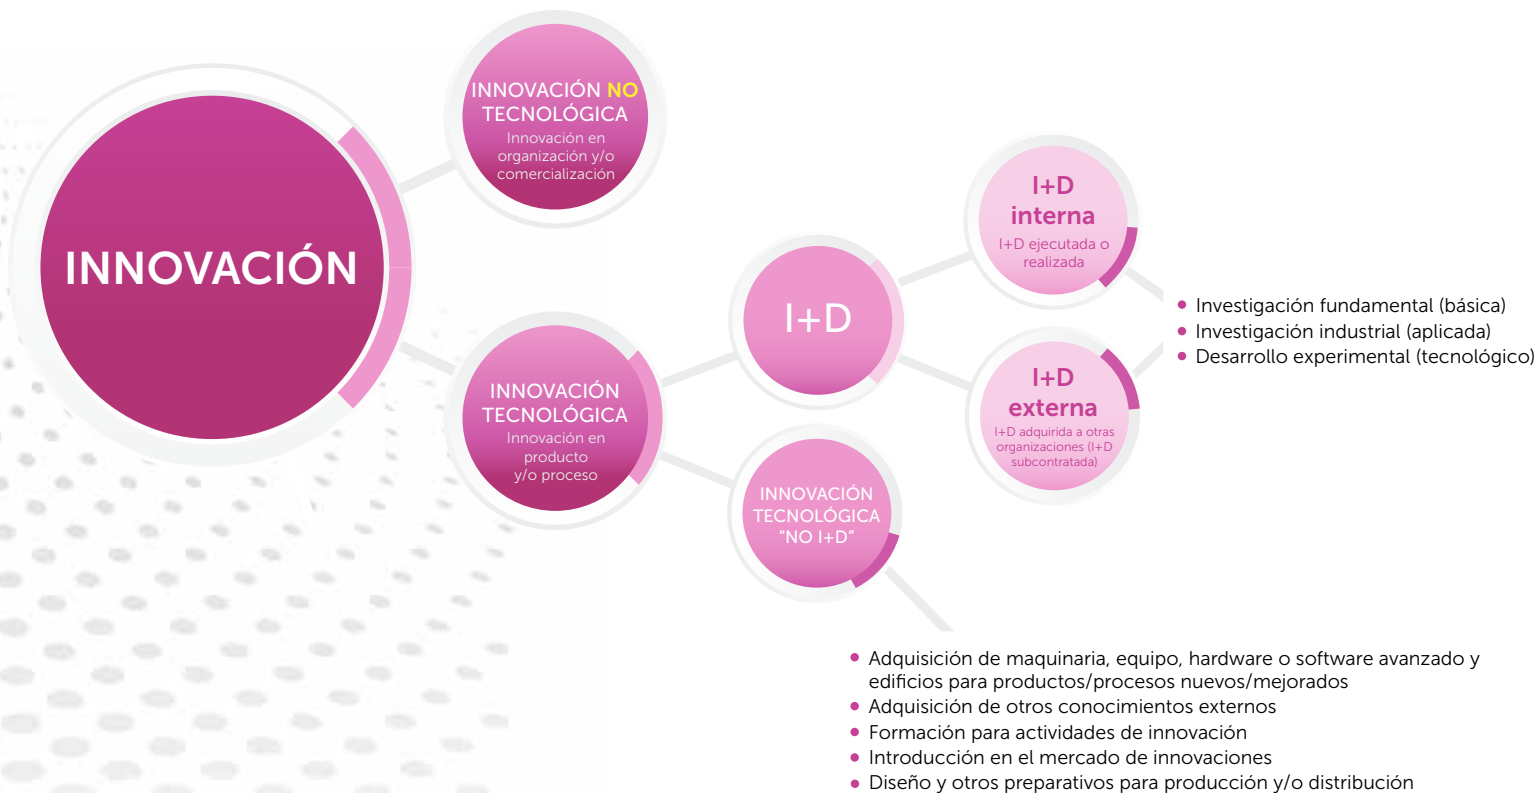 INNOVACIÓN
INNOVACIÓN NO
TECNOLÓGICA
Innovación en
organización y/o
comercialización
INNOVACIÓN
TECNOLÓGICA
Innovación en
producto
y/o proceso
I+D
INNOVACIÓN
TECNOLÓGICA
“NO I+D”
I+D
interna
I+D ejecutada o
realizada
I+D
externa
I+D adquirida a otras
organizaciones (I+D
subcontratada)
• Investigación fundamental (básica)
• Investigación industrial (aplicada)
• Desarrollo experimental (tecnológico)
• Adquisición de maquinaria, equipo, hardware o software avanzado y
edificios para productos/procesos nuevos/mejorados
• Adquisición de otros conocimientos externos
• Formación para actividades de innovación
• Introducción en el mercado de innovaciones
• Diseño y otros preparativos para producción y/o distribución